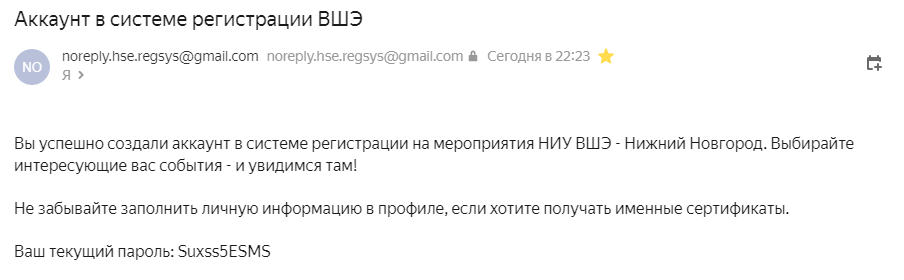 Аккаунт в системе регистрации ВШЭ
NO
noreply.hse.regsys@gmail.com noreply.hse.regsys@gmail.com Сегодня в 22:23
Я
Вы успешно создали аккаунт в системе регистрации на мероприятия НИУ ВШЭ - Нижний Новгород. Выбирайте
интересующие вас события - и увидимся там!
Не забывайте заполнить личную информацию в профиле, если хотите получать именные сертификаты.
Ваш текущий пароль: Suxss5ESMS